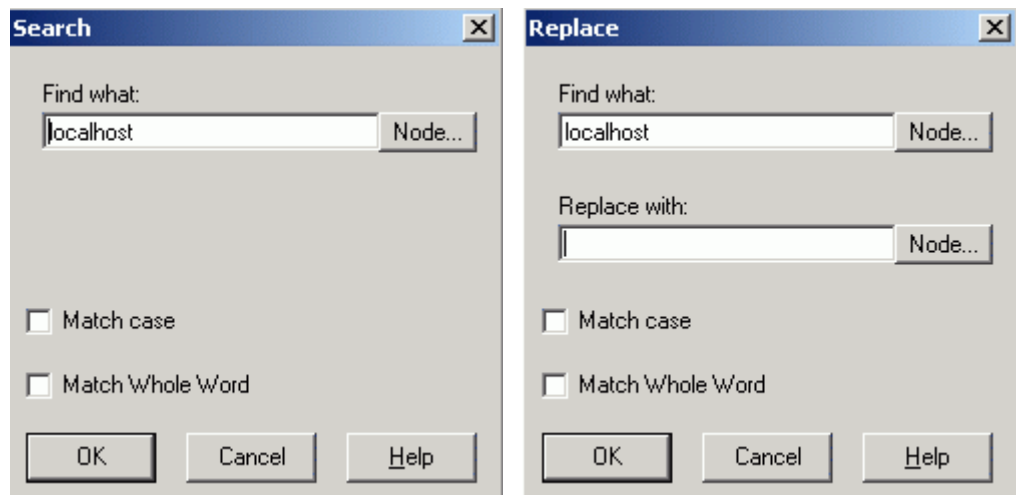 Search
Find what:
localhost
Node...
Match case
Match Whole Word
OK
Cancel
Help
Replace
Find what:
localhost
Node...
Replace with:
Node...
Match case
Match Whole Word
OK
Cancel
Help